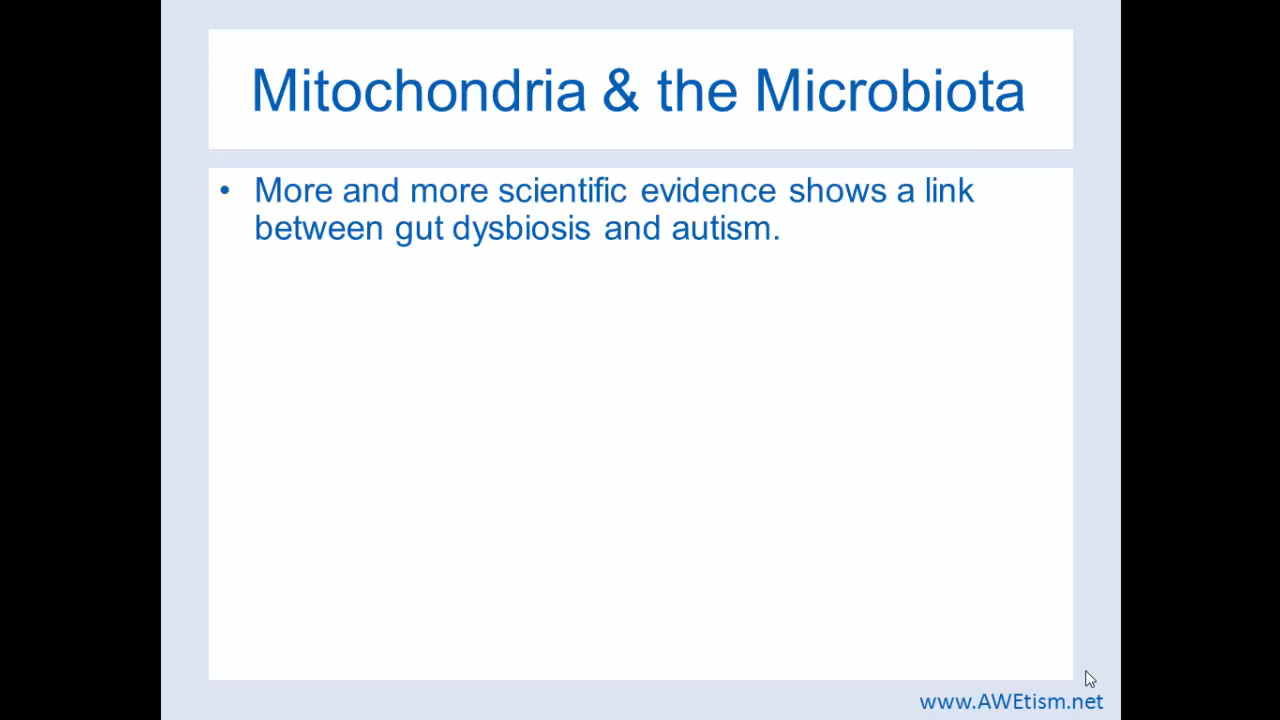 Mitochondria & the Microbiota
• More and more scientific evidence shows a link
between gut dysbiosis and autism.
www.AWEtism.net